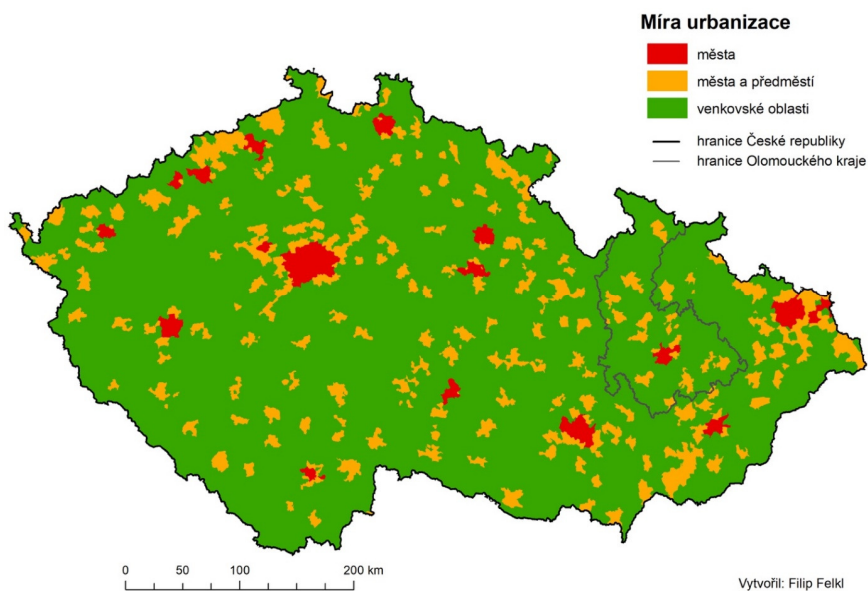 Míra urbanizace
města
města a předměstí
venkovské oblasti
hranice České republiky
hranice Olomouckého kraje
0 50 100 200 km
Vytvořil: Filip Felkl